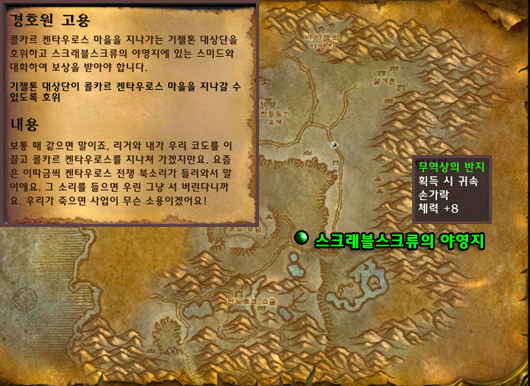 경호원 고용
콜카르 켄타우로스 마을을 지나가는 기젤톤 대상단을
호위하고 스크래블스크류의 야영지에 있는 스미드와
대화하여 보상을 받아야 합니다.
기젤톤 대상단이 콜카르 켄타우로스 마을을 지나갈 수
있도록 호위
내용
보통 때 같으면 말이죠, 리거와 내가 우리 코도를 이
끌고 콜카르 켄타우로스를 지나쳐 가겠지만요. 요즘
은 이따금씩 켄타우로스 전쟁 북소리가 들려와서 말
이에요. 그 소리를 들으면 우린 그냥 서 버린다니까
요. 우리가 죽으면 사업이 무슨 소용이겠어요!
야영지
무역상의 반지
획득 시 귀속
손가락
체력 +8
스크래블스크류의 야영지